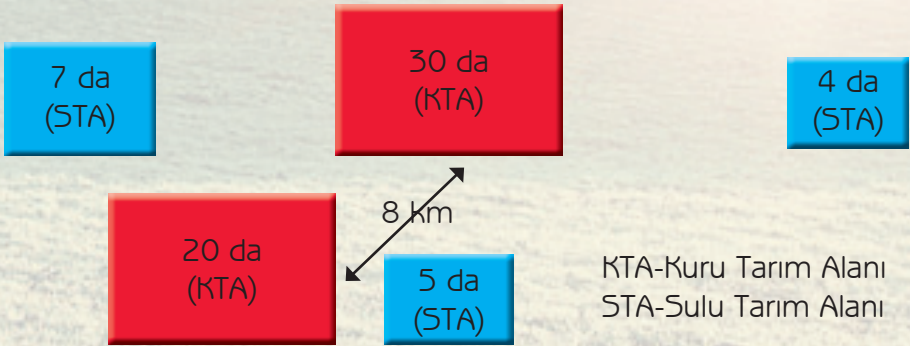 7 da
(STA)
30 da
(KTA)
4 da
(STA)
20 da
(KTA)
8 km
5 da
(STA)
KTA-Kuru Tarım Alanı
STA-Sulu Tarım Alanı